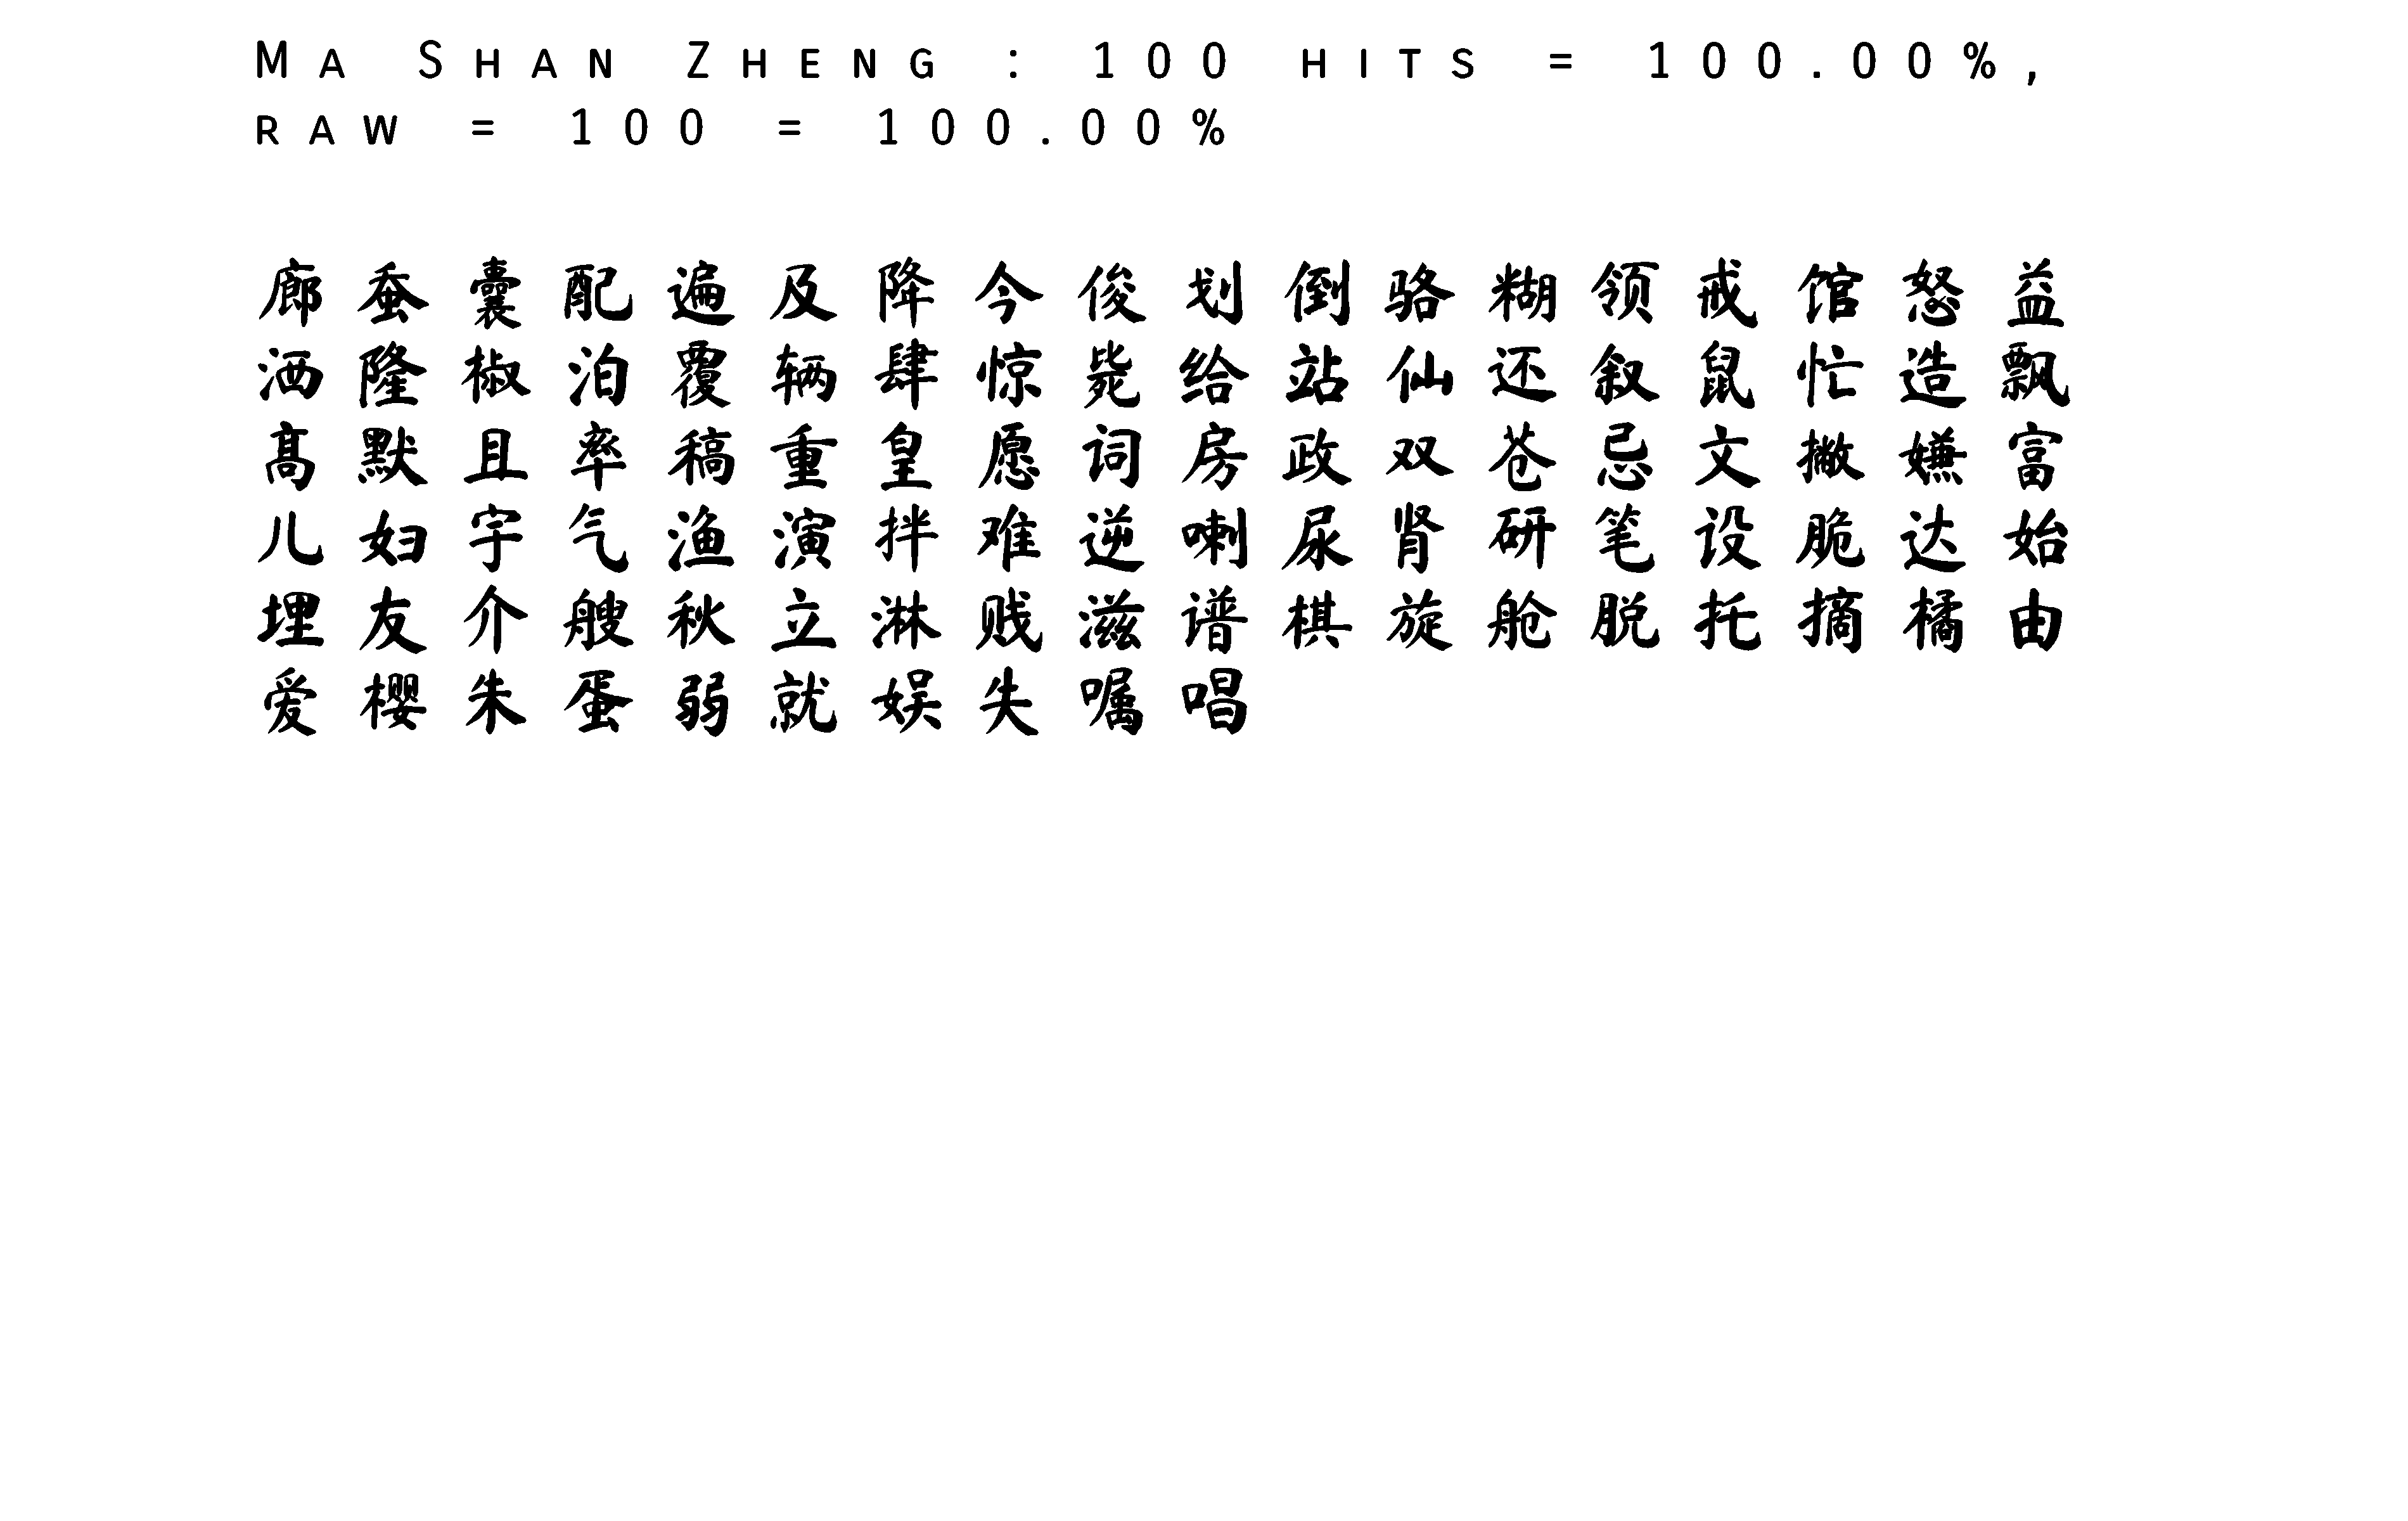 Ma Shan Zheng : 100 hits = 100.00%,
raw = 100 = 100.00%
廊蚕囊配遍及降今俊划倒骆糊领戒馆怒益
洒隆椒泊覆辆肆惊毙给站仙还叙鼠忙造飘
高默且率稿重皇愿词房政双苍忌文撇嫌富
儿妇宇气渔演拌难逆喇尿肾研笔设脆达始
埋友介艘秋立淋贱滋谱棋旋舱脱托摘橘由
爱樱朱蛋弱就娱失嘱唱